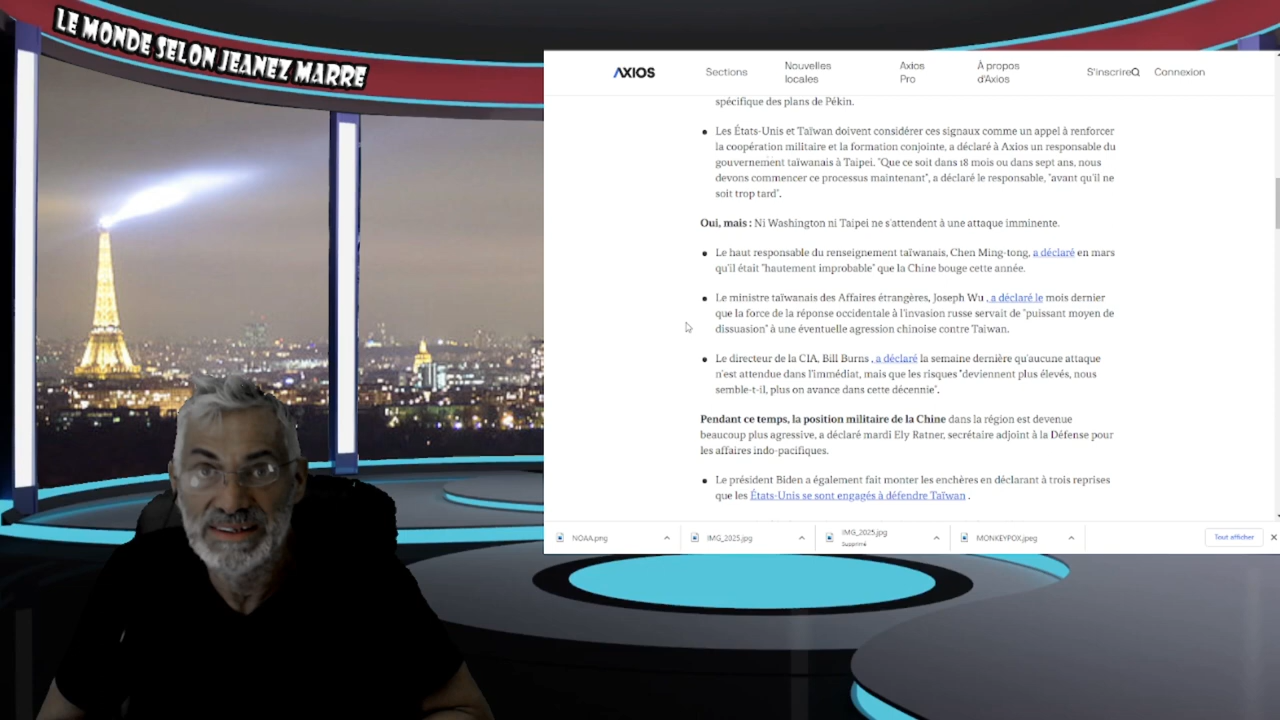 LE MONDE SELON JEANEZ MARRE
AXIOS
Sections
Nouvelles
locales
Axios
Pro
À propos
d'Axios
S'inscrire
Connexion
spécifique des plans de Pékin.
• Les États-Unis et Taïwan doivent considérer ces signaux comme un appel à renforcer
la coopération militaire et la formation conjointe, a déclaré à Axios un responsable du
gouvernement taïwanais à Taipei. "Que ce soit dans 18 mois ou dans sept ans, nous
devons commencer ce processus maintenant", a déclaré le responsable, "avant qu'il ne
soit trop tard".
Oui, mais : Ni Washington ni Taipei ne s'attendent à une attaque imminente.
• Le haut responsable du renseignement taïwanais, Chen Ming-tong, a déclaré en mars
qu'il était "hautement improbable" que la Chine bouge cette année.
• Le ministre taïwanais des Affaires étrangères, Joseph Wu , a déclaré le mois dernier
que la force de la réponse occidentale à l'invasion russe servait de "puissant moyen de
dissuasion" à une éventuelle agression chinoise contre Taiwan.
• Le directeur de la CIA, Bill Burns , a déclaré la semaine dernière qu'aucune attaque
n'est attendue dans l'immédiat, mais que les risques "deviennent plus élevés, nous
semble-t-il, plus on avance dans cette décennie".
Pendant ce temps, la position militaire de la Chine dans la région est devenue
beaucoup plus agressive, a déclaré mardi Ely Ratner, secrétaire adjoint à la Défense pour
les affaires indo-pacifiques.
• Le président Biden a également fait monter les enchères en déclarant à trois reprises
que les États-Unis se sont engagés à défendre Taïwan .
NOAA.png
IMG_2025.jpg
IMG_2025.jpg
Supprimé
MONKEYPOX.jpeg
Tout afficher